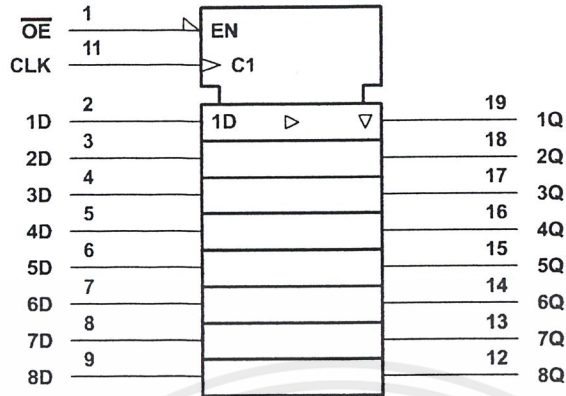 1
OE EN
11
CLK C1
2 19
1D 1D 1Q
3 18
2D 2Q
4 17
3D 3Q
5 16
4D 4Q
6 15
5D 5Q
7 14
6D 6Q
8 13
7D 7Q
9 12
8D 8Q